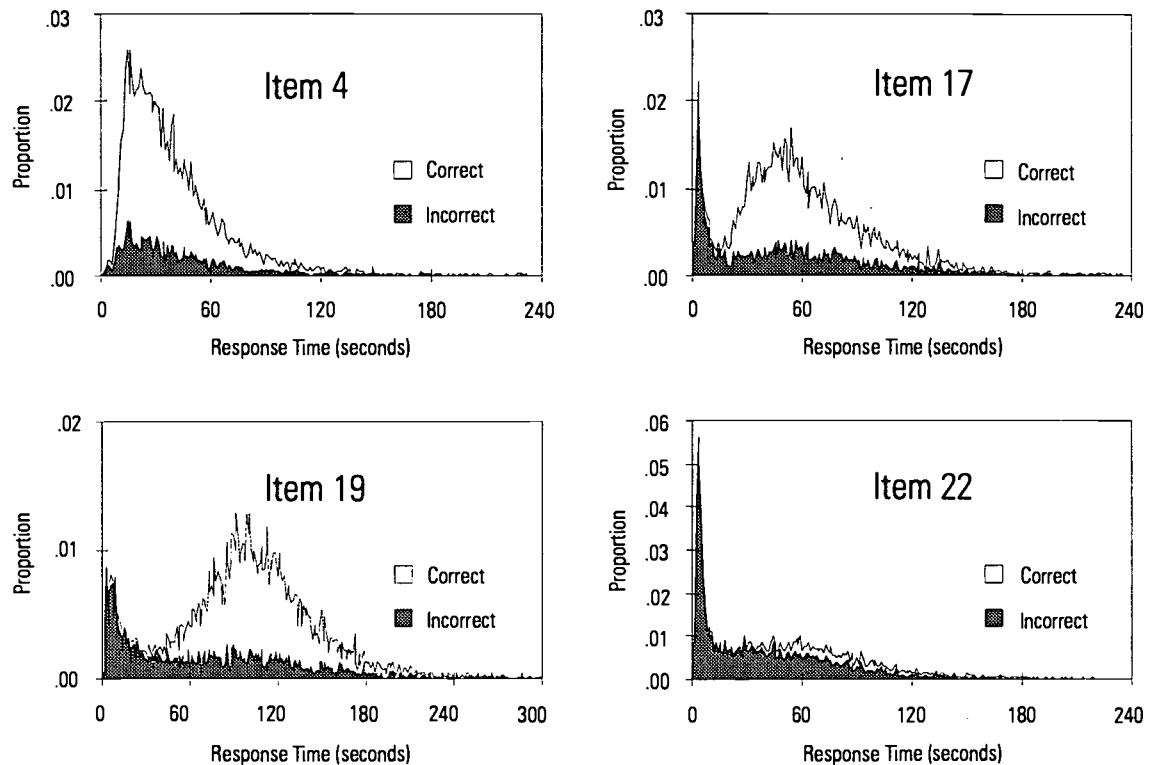 .03
.02
.01
.00
Proportion
Item 4
Correct
Incorrect
0 60 120 180 240
Response Time (seconds)
.03
.02
.01
.00
Proportion
Item 17
Correct
Incorrect
0 60 120 180 240
Response Time (seconds)
.02
.01
.00
Proportion
Item 19
Correct
Incorrect
0 60 120 180 240 300
Response Time (seconds)
.06
.05
.04
.03
.02
.01
.00
Proportion
Item 22
Correct
Incorrect
0 60 120 180 240
Response Time (seconds)